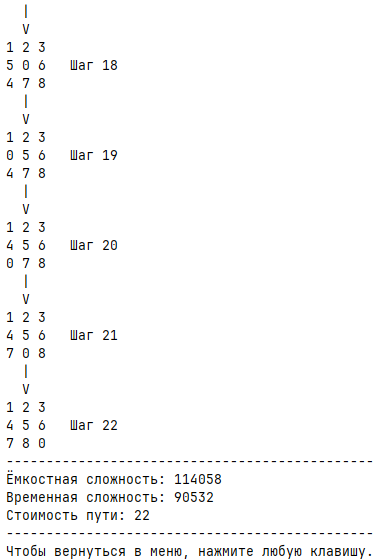 |
  V
1 2 3
5 0 6   Шаг 18
4 7 8
  |
  V
1 2 3
0 5 6   Шаг 19
4 7 8
  |
  V
1 2 3
4 5 6   Шаг 20
0 7 8
  |
  V
1 2 3
4 5 6   Шаг 21
7 0 8
  |
  V
1 2 3
4 5 6   Шаг 22
7 8 0
----------------------------------------------
Ёмкостная сложность: 114058
Временная сложность: 90532
Стоимость пути: 22
----------------------------------------------
Чтобы вернуться в меню, нажмите любую клавишу.